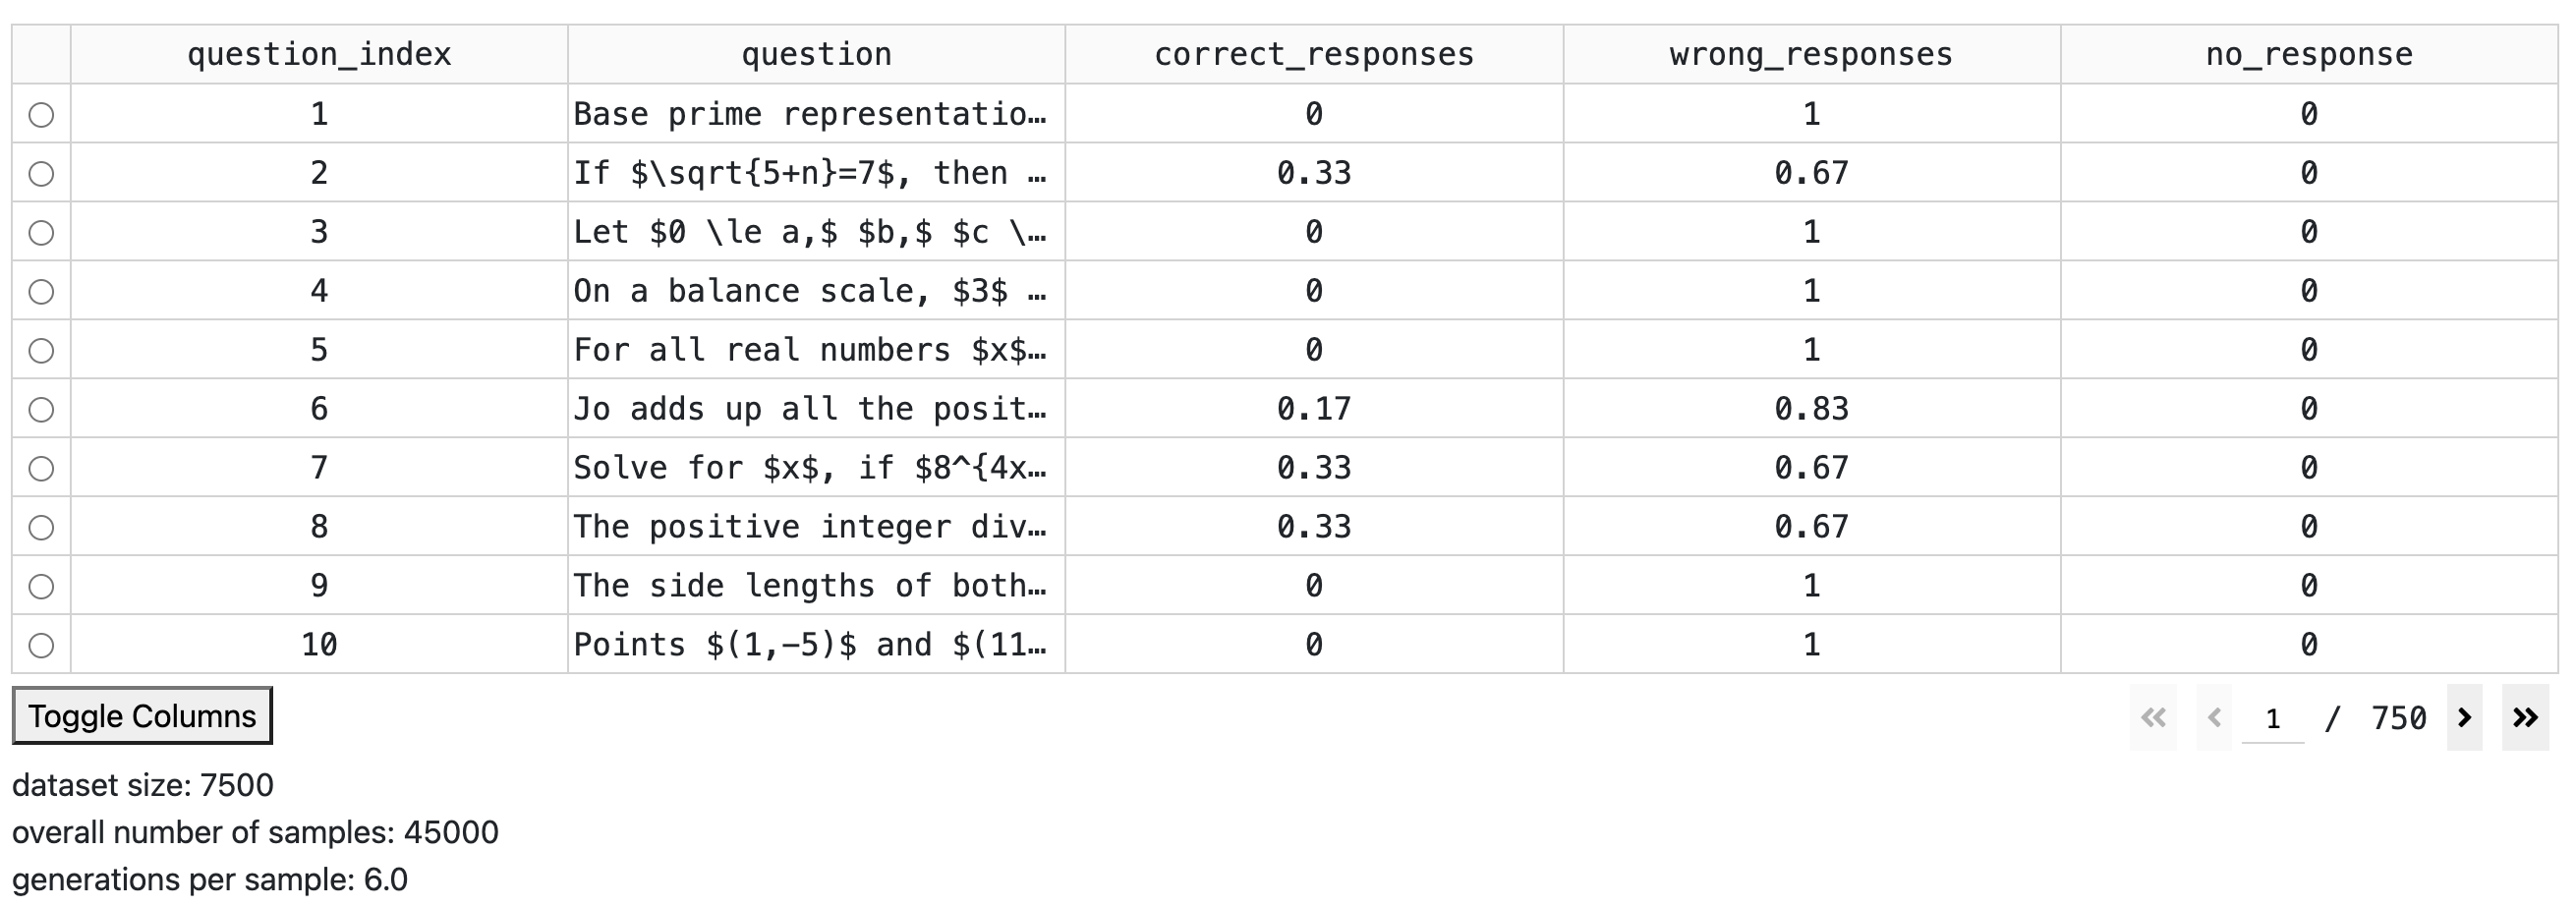 question_index question correct_responses wrong_responses no_response
1 Base prime representatio… 0 1 0
2 If $\sqrt{5+n}=7$, then … 0.33 0.67 0
3 Let $0 \le a,$ $b,$ $c \… 0 1 0
4 On a balance scale, $3$ … 0 1 0
5 For all real numbers $x$… 0 1 0
6 Jo adds up all the posit… 0.17 0.83 0
7 Solve for $x$, if $8^{4x… 0.33 0.67 0
8 The positive integer div… 0.33 0.67 0
9 The side lengths of both… 0 1 0
10 Points $(1,-5)$ and $(11… 0 1 0
Toggle Columns « ‹ 1 / 750 › »
dataset size: 7500
overall number of samples: 45000
generations per sample: 6.0